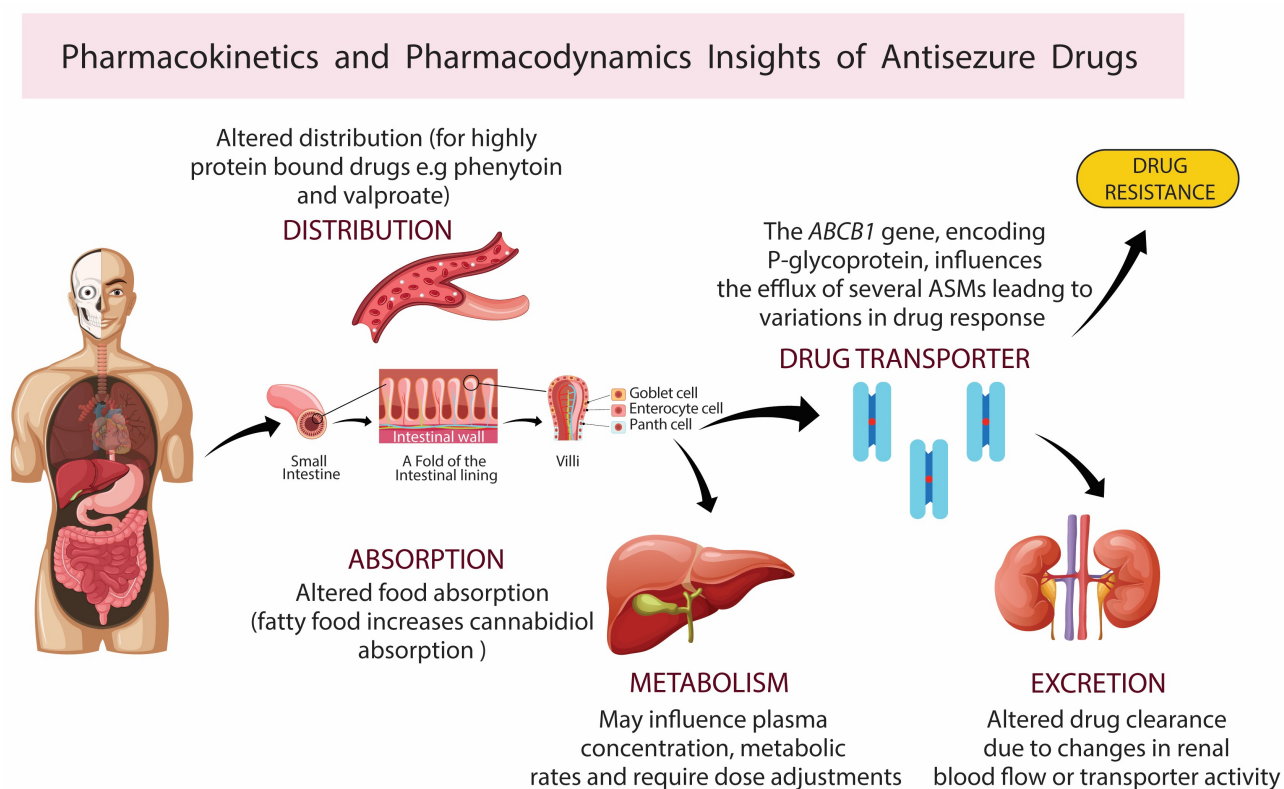 Pharmacokinetics and Pharmacodynamics Insights of Antisezure Drugs
Altered distribution (for highly
protein bound drugs e.g phenytoin
and valproate)
DISTRIBUTION
DRUG
RESISTANCE
The ABCB1 gene, encoding
P-glycoprotein, influences
the efflux of several ASMs leadng to
variations in drug response
DRUG TRANSPORTER
Goblet cell
Enterocyte cell
Panth cell
Intestinal wall
Small
Intestine
A Fold of the
Intestinal lining
Villi
ABSORPTION
Altered food absorption
(fatty food increases cannabidiol
absorption )
METABOLISM
May influence plasma
concentration, metabolic
rates and require dose adjustments
EXCRETION
Altered drug clearance
due to changes in renal
blood flow or transporter activity